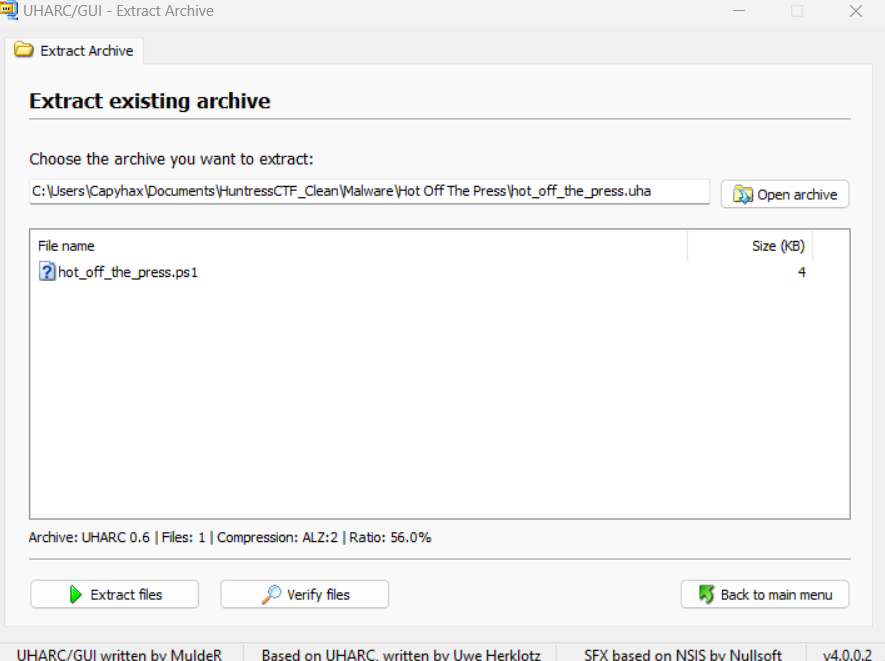 UHARC/GUI - Extract Archive
Extract Archive
Extract existing archive
Choose the archive you want to extract:
C:\Users\Capyhax\Documents\HuntressCTF_Clean\Malware\Hot Off The Press\hot_off_the_press.uha
Open archive
File name Size (KB)
hot_off_the_press.ps1 4
Archive: UHARC 0.6 | Files: 1 | Compression: ALZ:2 | Ratio: 56.0%
Extract files Verify files Back to main menu
UHARC/GUI written by MuldeR Based on UHARC, written by Uwe Herklotz SFX based on NSIS by Nullsoft v4.0.0.2